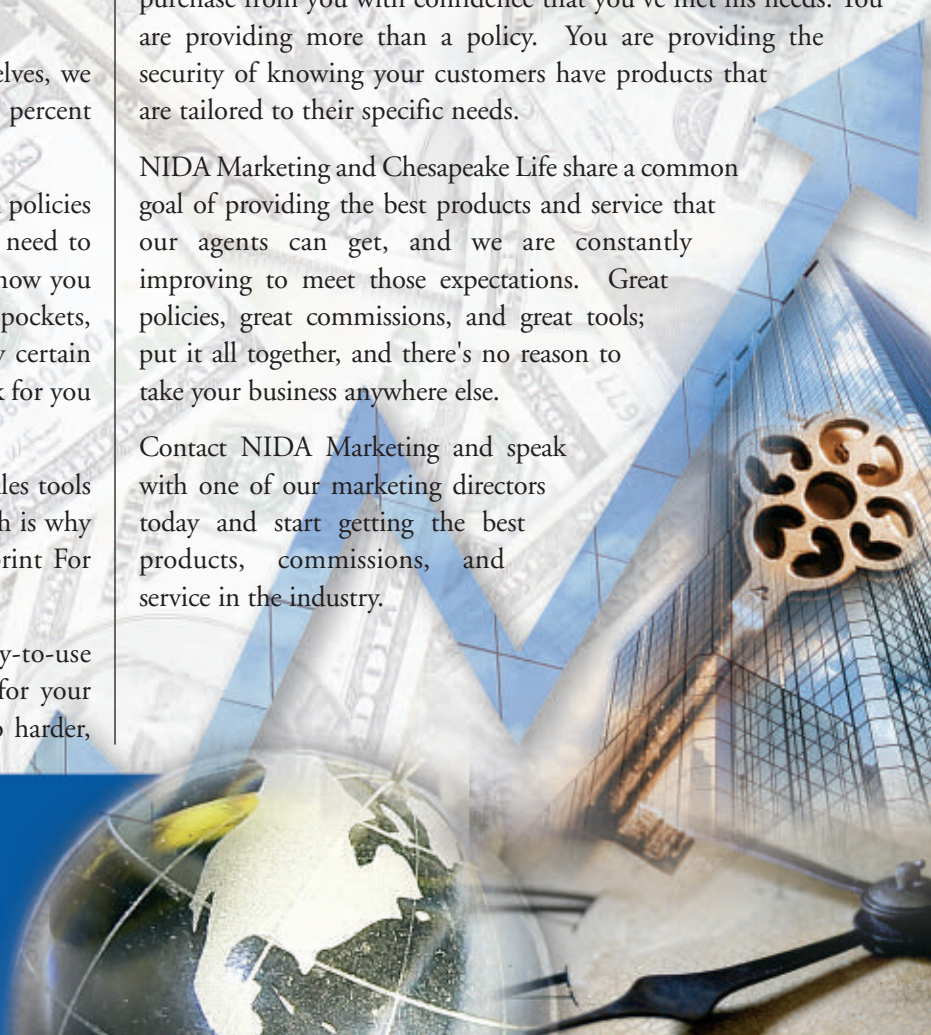 elves, we
percent
policies
need to
now you
pockets,
certain
for you
les tools
h is why
rint For
y-to-use
for your
harder,
purchase from you with confidence that you've met his needs. You
are providing more than a policy. You are providing the
security of knowing your customers have products that
are tailored to their specific needs.
NIDA Marketing and Chesapeake Life share a common
goal of providing the best products and service that
our agents can get, and we are constantly
improving to meet those expectations. Great
policies, great commissions, and great tools;
put it all together, and there's no reason to
take your business anywhere else.
Contact NIDA Marketing and speak
with one of our marketing directors
today and start getting the best
products, commissions, and
service in the industry.